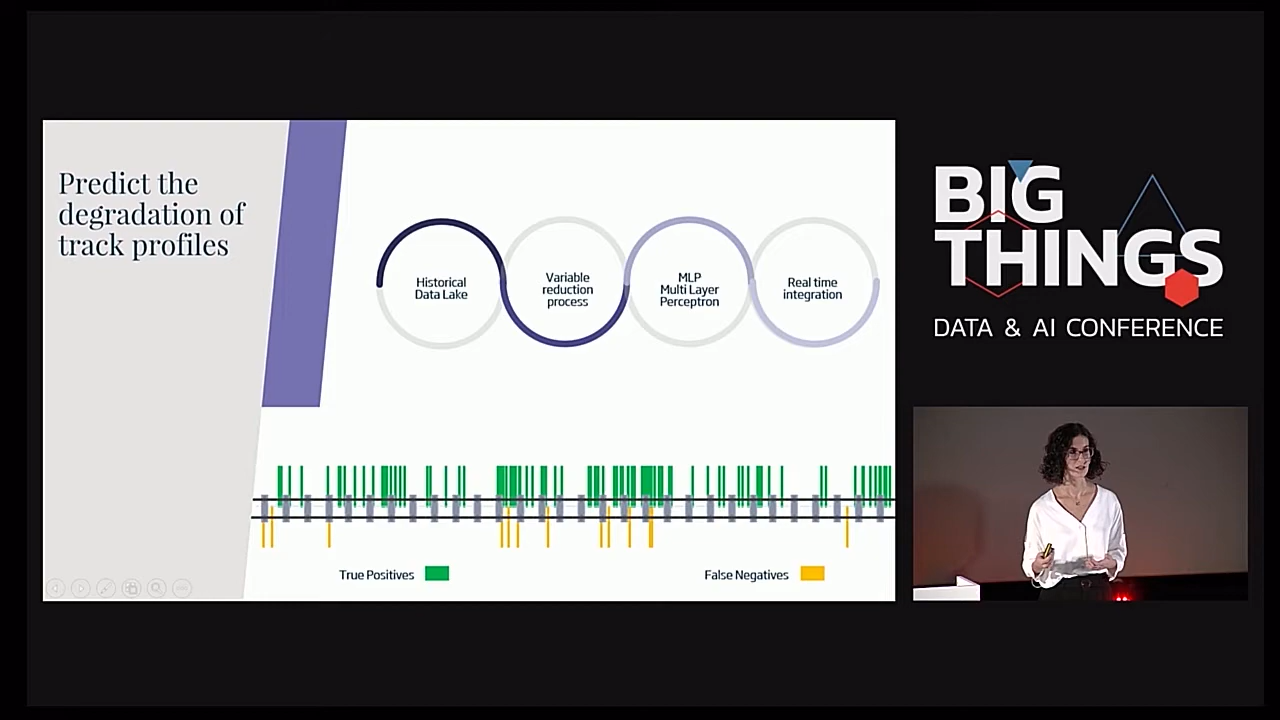 Predict the
degradation of
track profiles
Historical
Data Lake
Variable
reduction
process
MLP
Multi Layer
Perceptron
Real time
integration
True Positives
False Negatives
BIG
THINGS
DATA & AI CONFERENCE